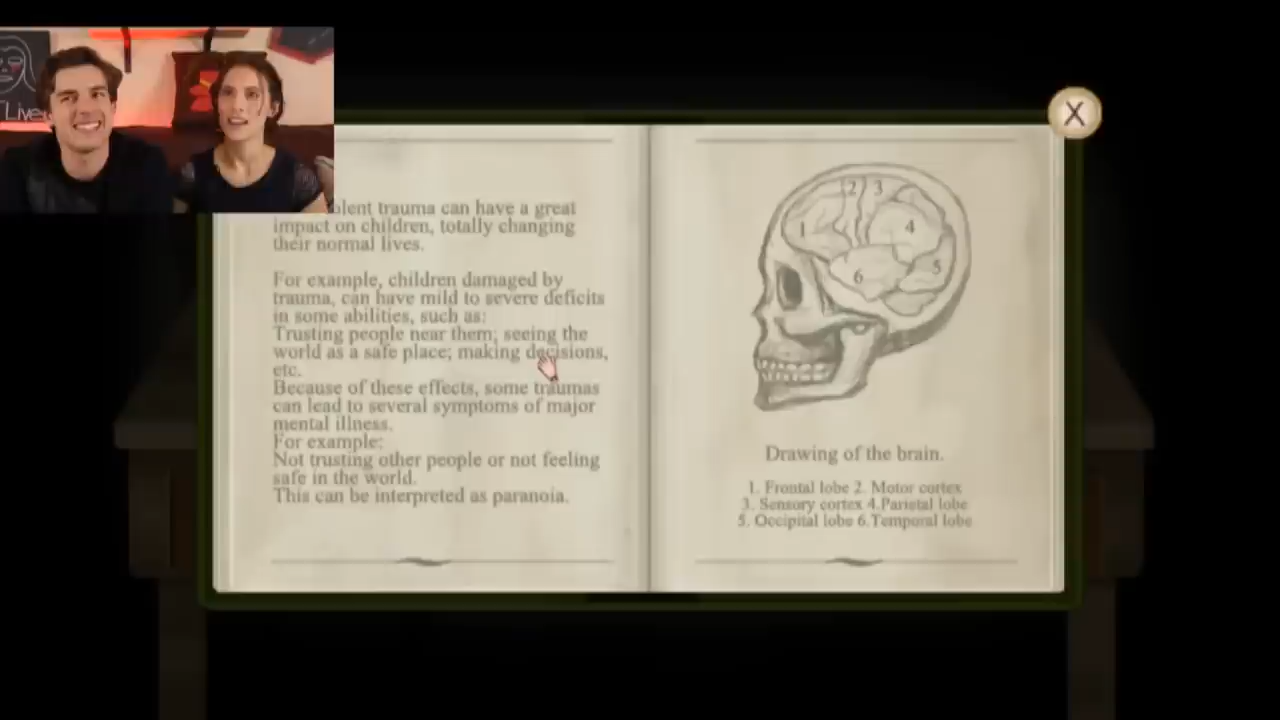 T Live
olent trauma can have a great
impact on children, totally changing
their normal lives.
For example, children damaged by
trauma, can have mild to severe deficits
in some abilities, such as:
Trusting people near them; seeing the
world as a safe place; making decisions,
etc.
Because of these effects, some traumas
can lead to several symptoms of major
mental illness.
For example:
Not trusting other people or not feeling
safe in the world.
This can be interpreted as paranoia.
X
1
2
3
4
5
6
Drawing of the brain.
1. Frontal lobe 2. Motor cortex
3. Sensory cortex 4.Parietal lobe
5. Occipital lobe 6.Temporal lobe